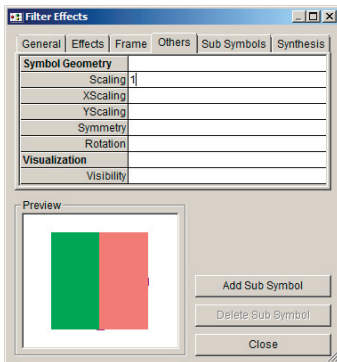 Filter Effects
General Effects Frame Others Sub Symbols Synthesis
Symbol Geometry
Scaling 1
XScaling
YScaling
Symmetry
Rotation
Visualization
Visibility
Preview
Add Sub Symbol
Delete Sub Symbol
Close